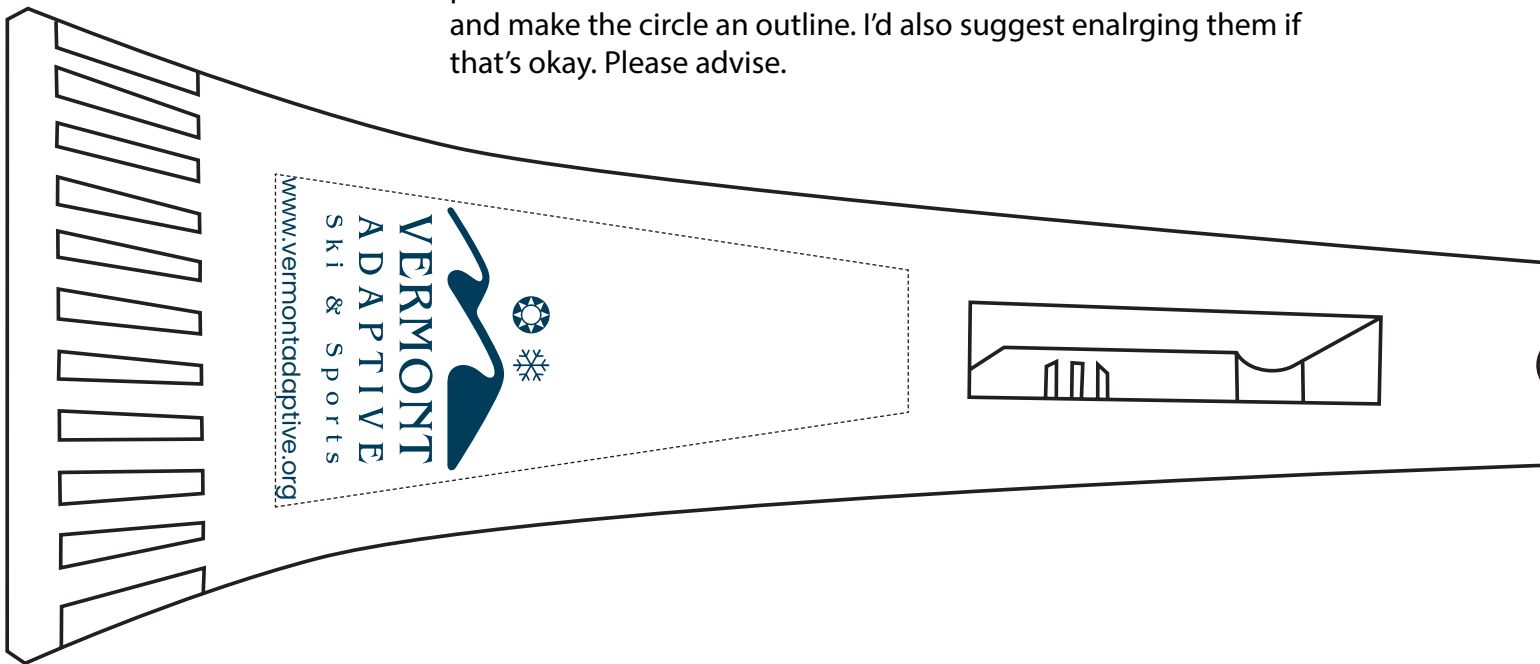 and make the circle an outline. I'd also suggest enalrging them if
that's okay. Please advise.
VERMONT
ADAPTIVE
Ski & Sports
www.vermontadaptive.org